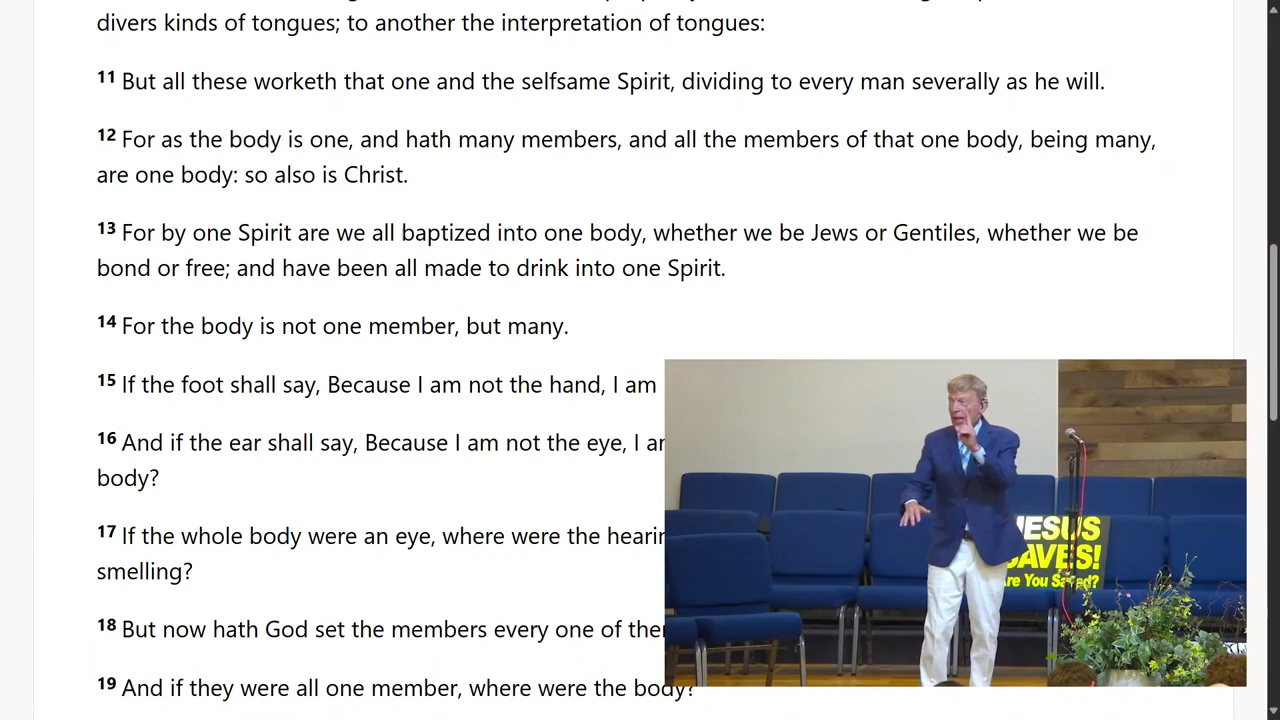 divers kinds of tongues; to another the interpretation of tongues:
11 But all these worketh that one and the selfsame Spirit, dividing to every man severally as he will.
12 For as the body is one, and hath many members, and all the members of that one body, being many,
are one body: so also is Christ.
13 For by one Spirit are we all baptized into one body, whether we be Jews or Gentiles, whether we be
bond or free; and have been all made to drink into one Spirit.
14 For the body is not one member, but many.
15 If the foot shall say, Because I am not the hand, I am
16 And if the ear shall say, Because I am not the eye, I
body?
17 If the whole body were an eye, where were the
smelling?
18 But now hath God set the members every one of
19 And if they were all one member, where were the body?
JESUS
SAVES!
Are You Saved?